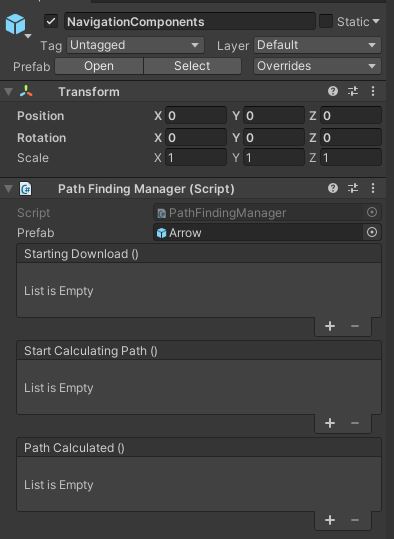 NavigationComponents Static
Tag Untagged Layer Default
Prefab Open Select Overrides
Transform
Position X 0 Y 0 Z 0
Rotation X 0 Y 0 Z 0
Scale X 1 Y 1 Z 1
Path Finding Manager (Script)
Script PathFindingManager
Prefab Arrow
Starting Download ()
List is Empty
+ −
Start Calculating Path ()
List is Empty
+ −
Path Calculated ()
List is Empty
+ −